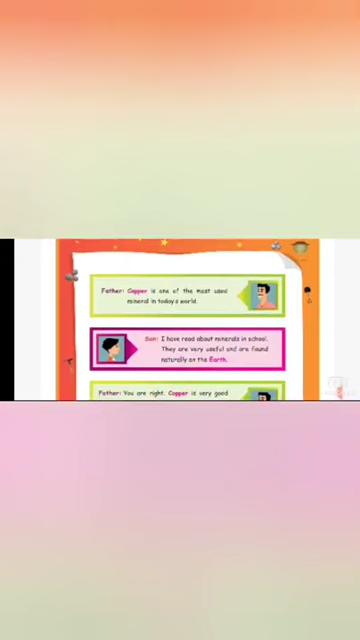 Father: Copper is one of the most used
mineral in today's world.
Son: I have read about minerals in school.
They are very useful and are found
naturally on the Earth.
Father: You are right. Copper is very good